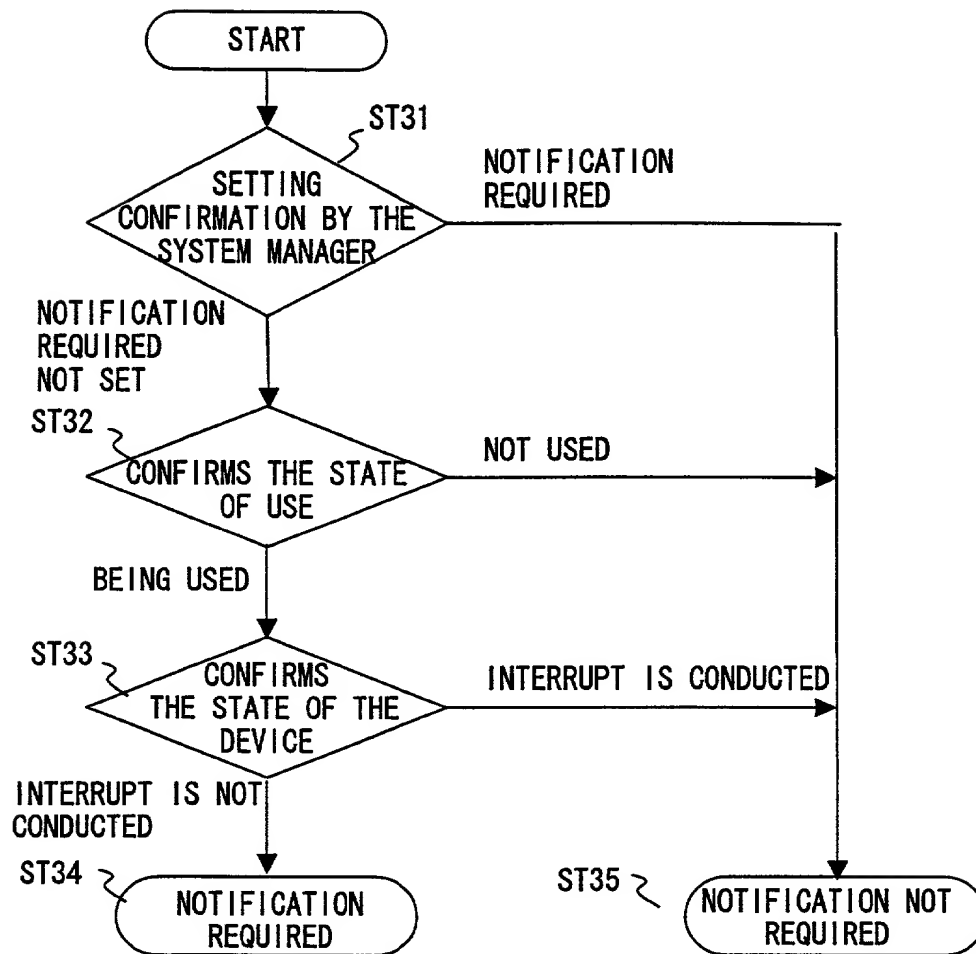 START
ST31
SETTING
CONFIRMATION BY THE
SYSTEM MANAGER
NOTIFICATION
REQUIRED
NOTIFICATION
REQUIRED
NOT SET
ST32
CONFIRMS THE STATE
OF USE
NOT USED
BEING USED
ST33
CONFIRMS
THE STATE OF THE
DEVICE
INTERRUPT IS CONDUCTED
INTERRUPT IS NOT
CONDUCTED
ST34
NOTIFICATION
REQUIRED
ST35
NOTIFICATION NOT
REQUIRED